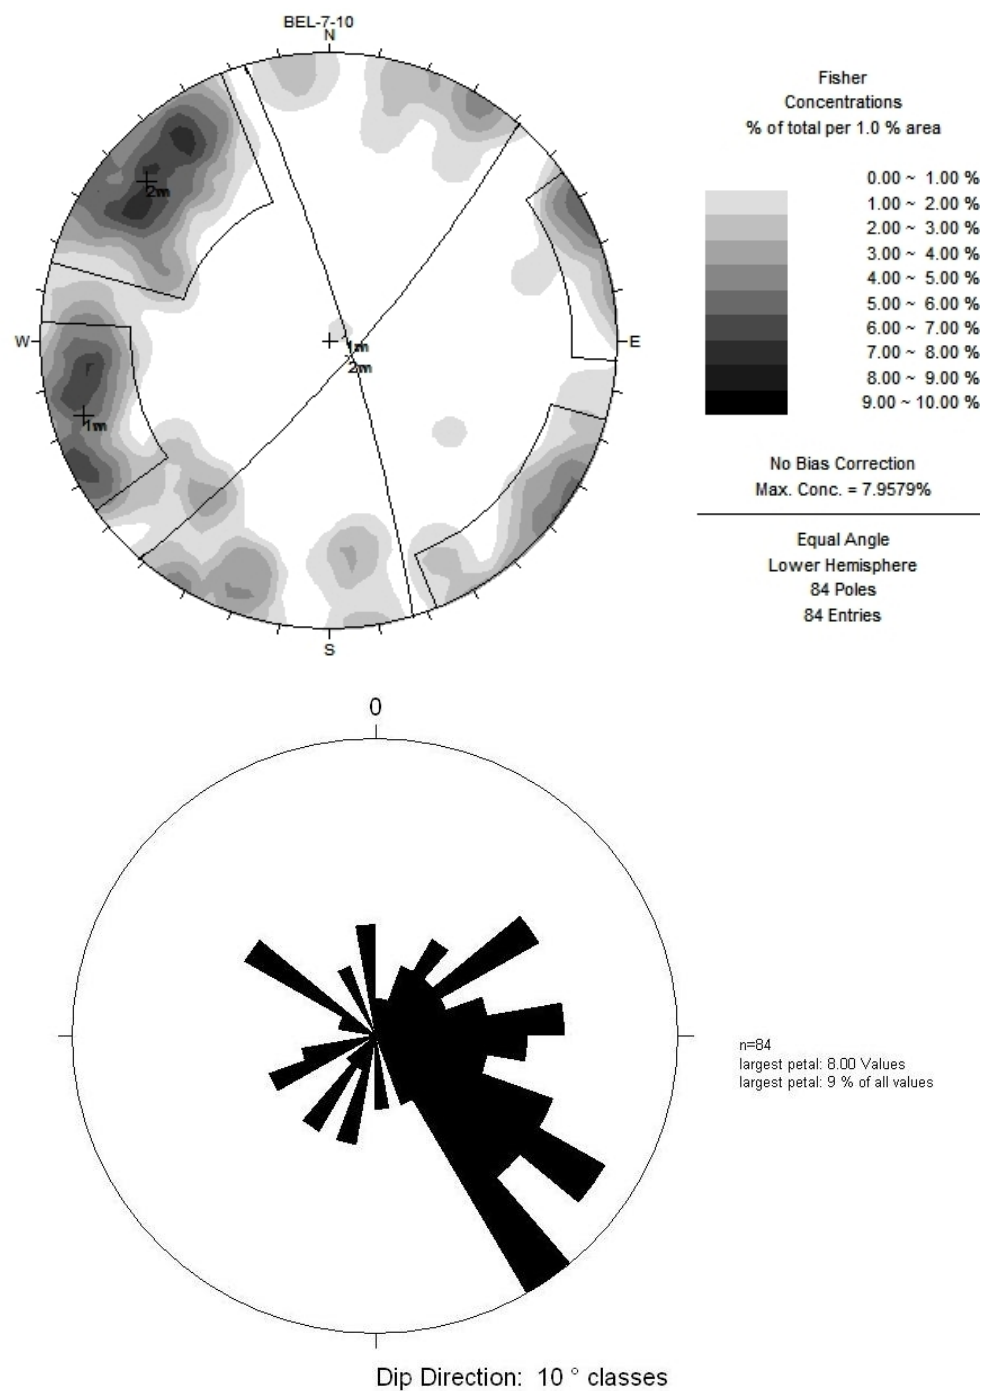 BEL-7-10
N
W
E
S
1m
2m
2m
r
1m
Fisher
Concentrations
% of total per 1.0 % area
0.00 ~ 1.00 %
1.00 ~ 2.00 %
2.00 ~ 3.00 %
3.00 ~ 4.00 %
4.00 ~ 5.00 %
5.00 ~ 6.00 %
6.00 ~ 7.00 %
7.00 ~ 8.00 %
8.00 ~ 9.00 %
9.00 ~ 10.00 %
No Bias Correction
Max. Conc. = 7.9579%
Equal Angle
Lower Hemisphere
84 Poles
84 Entries
0
n=84
largest petal: 8.00 Values
largest petal: 9 % of all values
Dip Direction: 10 ° classes